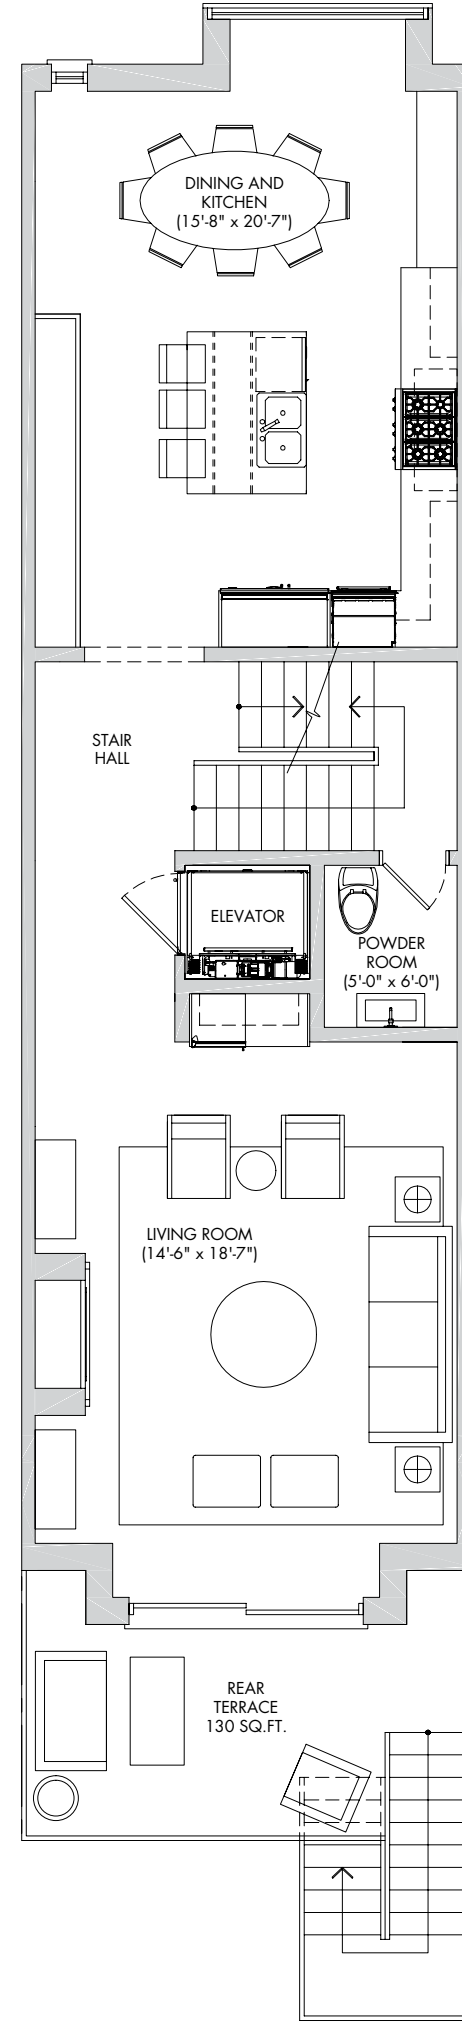 DINING AND
KITCHEN
(15'-8" x 20'-7")
STAIR
HALL
ELEVATOR
POWDER
ROOM
(5'-0" x 6'-0")
LIVING ROOM
(14'-6" x 18'-7")
REAR
TERRACE
130 SQ.FT.